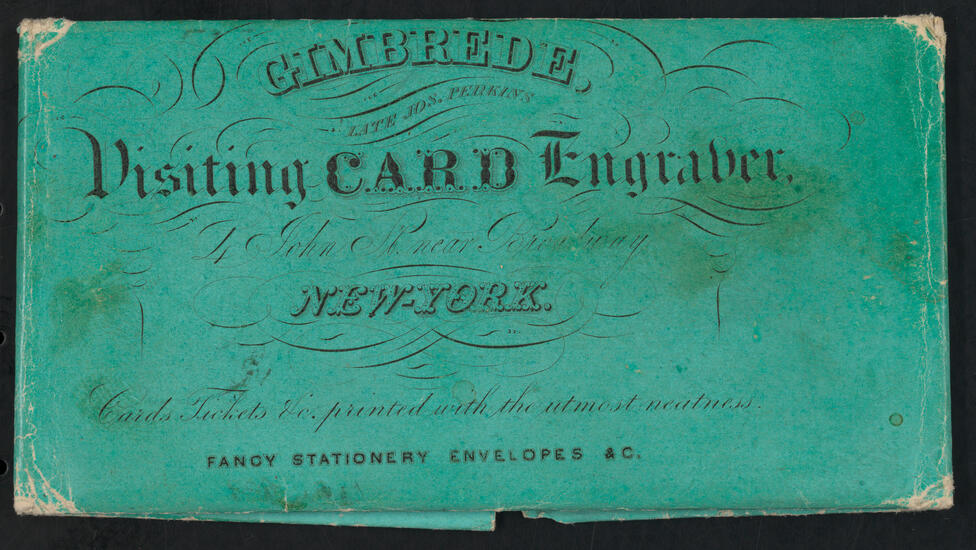 GIMBREDE,
LATE JOS. PERKINS
Visiting CARD Engraver,
4 John St. near Broadway
NEW-YORK.
Cards, Tickets &c. printed with the utmost neatness.
FANCY STATIONERY ENVELOPES &C.